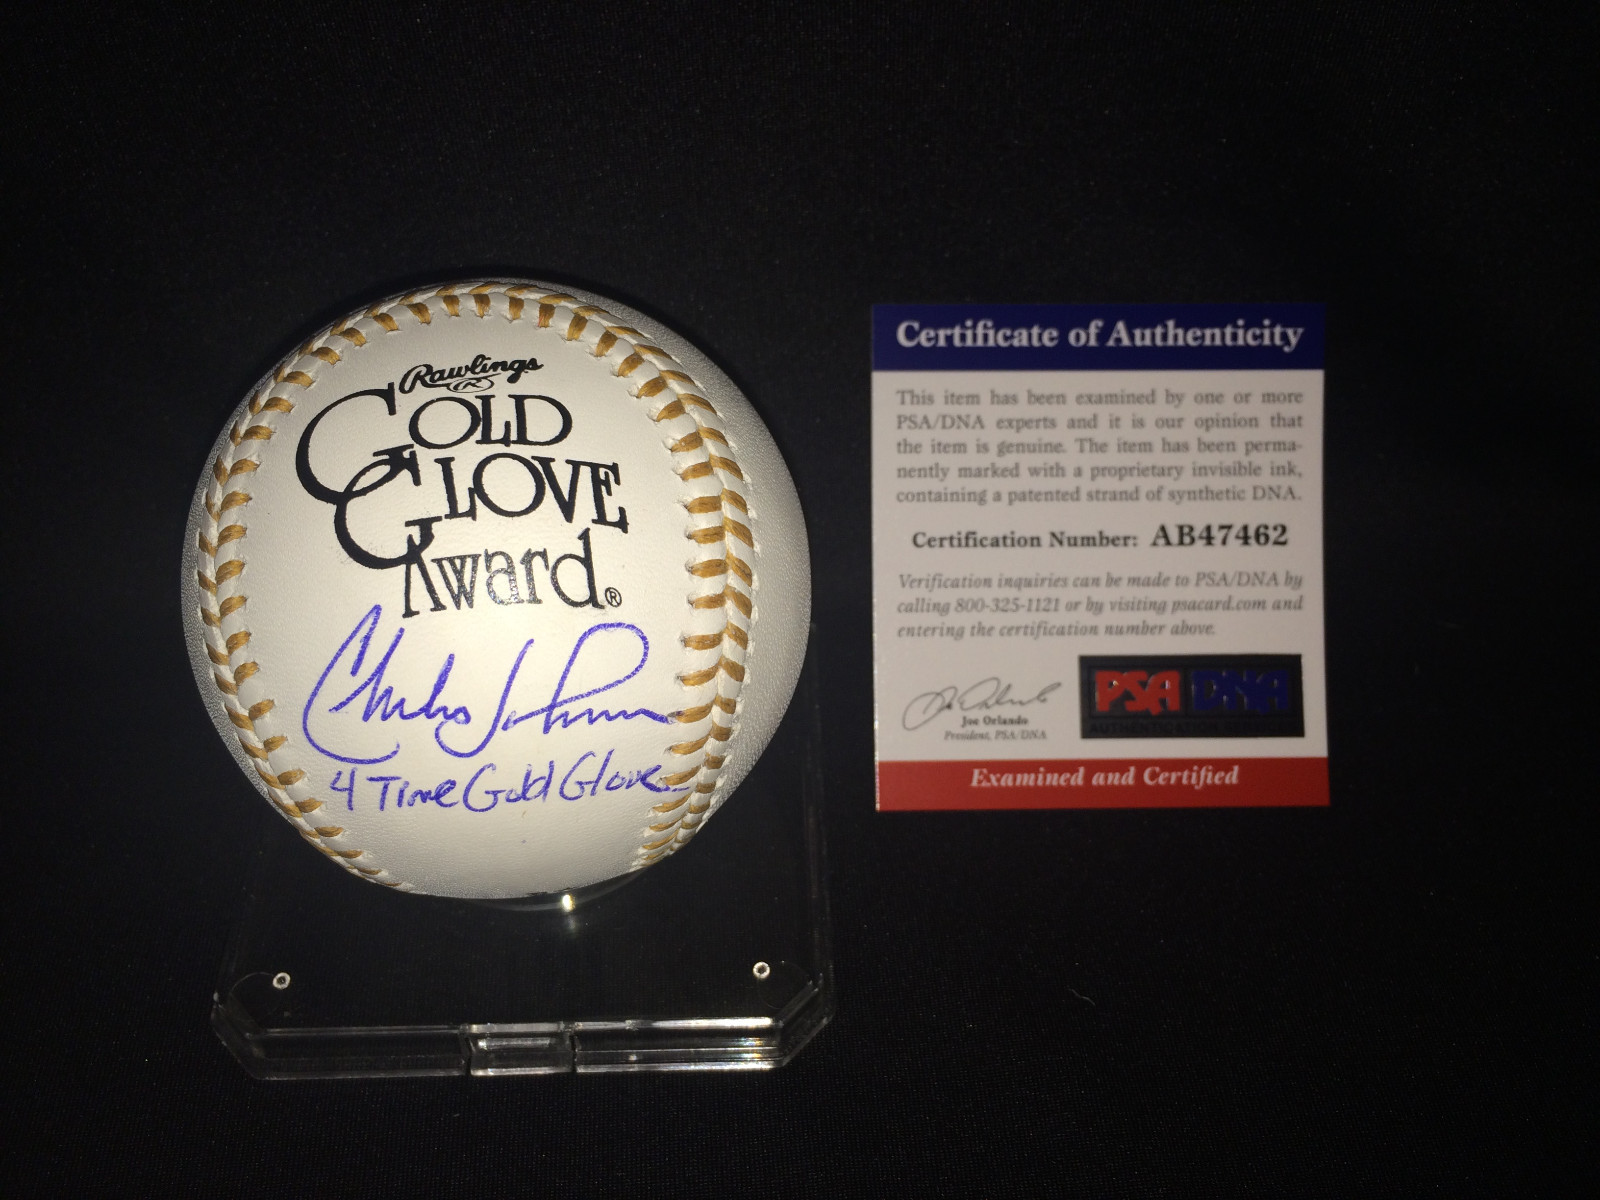 Rawlings
R
GOLD
GLOVE
Award®
Charles Johnson
4 Time Gold Glove
Certificate of Authenticity
This item has been examined by one or more
PSA/DNA experts and it is our opinion that
the item is genuine. The item has been perma-
nently marked with a proprietary invisible ink,
containing a patented strand of synthetic DNA.
Certification Number: AB47462
Verification inquiries can be made to PSA/DNA by
calling 800-325-1121 or by visiting psacard.com and
entering the certification number above.
Joe Orlando
President, PSA/DNA
PSA DNA
Examined and Certified